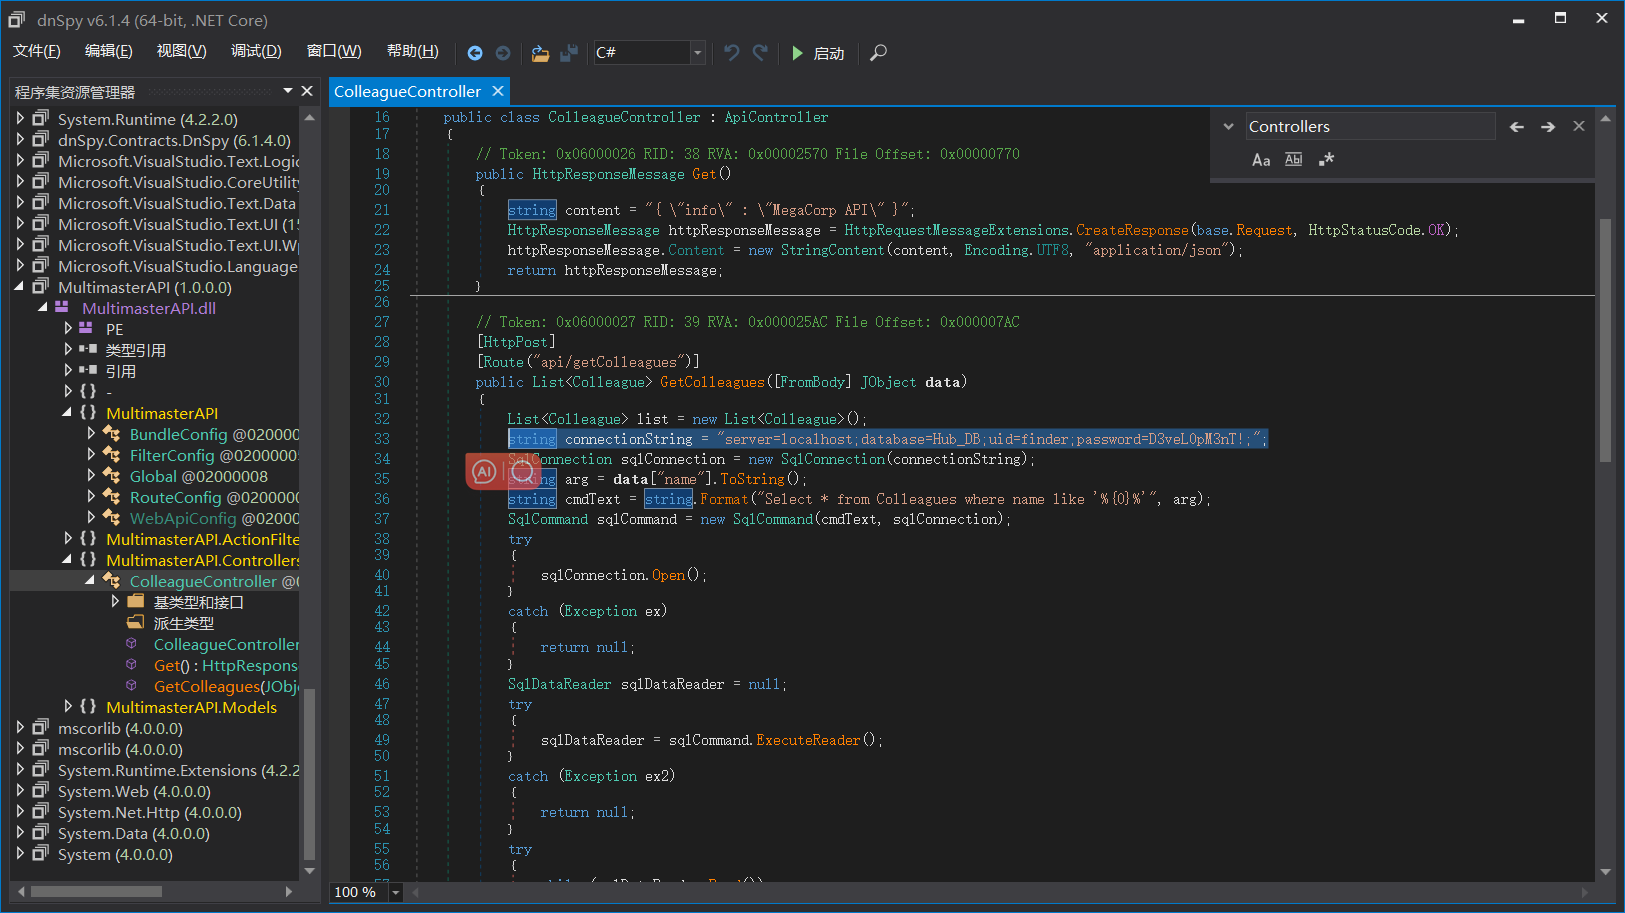 dnSpy v6.1.4 (64-bit, .NET Core)
文件(F) 编辑(E) 视图(V) 调试(D) 窗口(W) 帮助(H) C# 启动
程序集资源管理器
System.Runtime (4.2.2.0)
dnSpy.Contracts.DnSpy (6.1.4.0)
Microsoft.VisualStudio.Text.Logic
Microsoft.VisualStudio.CoreUtility
Microsoft.VisualStudio.Text.Data
Microsoft.VisualStudio.Text.UI (15
Microsoft.VisualStudio.Text.UI.Wp
Microsoft.VisualStudio.Language
MultimasterAPI (1.0.0.0)
MultimasterAPI.dll
PE
类型引用
引用
{ } -
{ } MultimasterAPI
BundleConfig @020000
FilterConfig @0200000
Global @02000008
RouteConfig @020000
WebApiConfig @02000
{ } MultimasterAPI.ActionFilte
{ } MultimasterAPI.Controllers
ColleagueController @0
基类型和接口
派生类型
ColleagueController
Get() : HttpRespons
GetColleagues(JObje
{ } MultimasterAPI.Models
mscorlib (4.0.0.0)
mscorlib (4.0.0.0)
System.Runtime.Extensions (4.2.2
System.Web (4.0.0.0)
System.Net.Http (4.0.0.0)
System.Data (4.0.0.0)
System (4.0.0.0)
ColleagueController
Controllers
Aa Abl .*
16 public class ColleagueController : ApiController
17 {
18 // Token: 0x06000026 RID: 38 RVA: 0x00002570 File Offset: 0x00000770
19 public HttpResponseMessage Get()
20 {
21 string content = "{ \"info\" : \"MegaCorp API\" }";
22 HttpResponseMessage httpResponseMessage = HttpRequestMessageExtensions.CreateResponse(base.Request, HttpStatusCode.OK);
23 httpResponseMessage.Content = new StringContent(content, Encoding.UTF8, "application/json");
24 return httpResponseMessage;
25 }
26
27 // Token: 0x06000027 RID: 39 RVA: 0x000025AC File Offset: 0x000007AC
28 [HttpPost]
29 [Route("api/getColleagues")]
30 public List<Colleague> GetColleagues([FromBody] JObject data)
31 {
32 List<Colleague> list = new List<Colleague>();
33 string connectionString = "server=localhost;database=Hub_DB;uid=finder;password=D3veL0pM3nT!;";
34 SqlConnection sqlConnection = new SqlConnection(connectionString);
35 string arg = data["name"].ToString();
36 string cmdText = string.Format("Select * from Colleagues where name like '%{0}%'", arg);
37 SqlCommand sqlCommand = new SqlCommand(cmdText, sqlConnection);
38 try
39 {
40 sqlConnection.Open();
41 }
42 catch (Exception ex)
43 {
44 return null;
45 }
46 SqlDataReader sqlDataReader = null;
47 try
48 {
49 sqlDataReader = sqlCommand.ExecuteReader();
50 }
51 catch (Exception ex2)
52 {
53 return null;
54 }
55 try
56 {
AI
100 %